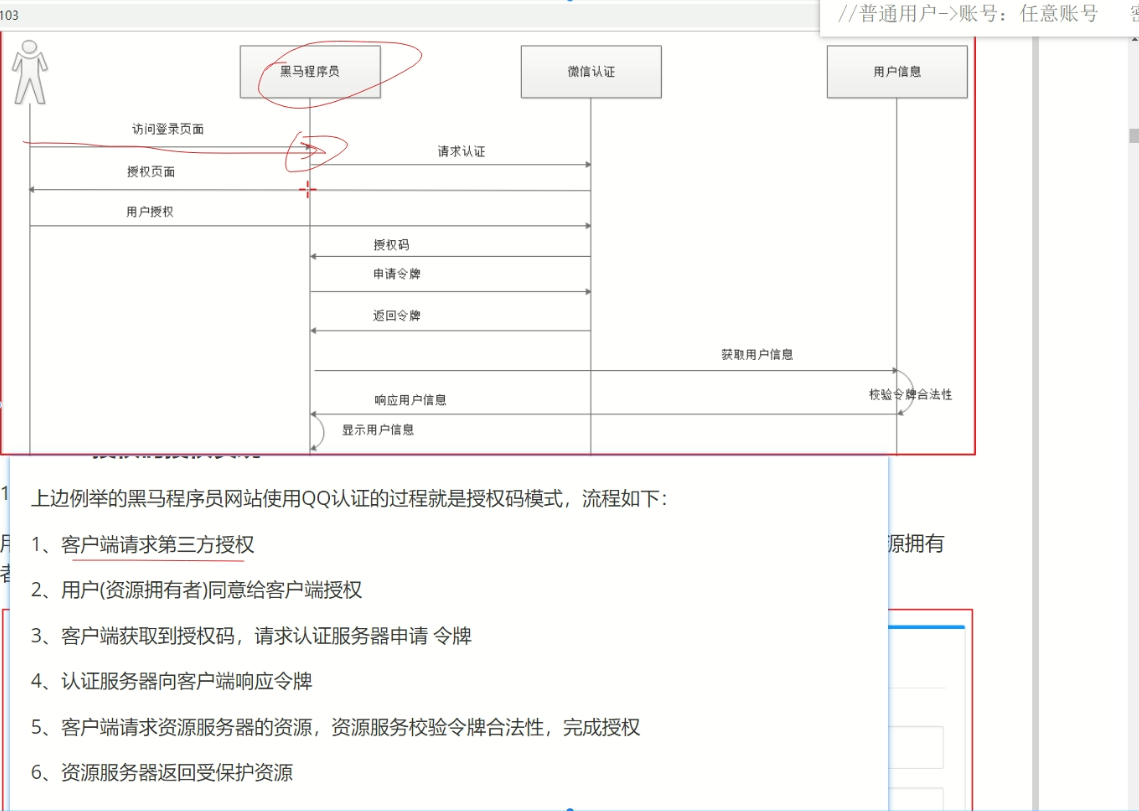 103
//普通用户->账号：任意账号
黑马程序员
微信认证
用户信息
访问登录页面
请求认证
授权页面
用户授权
授权码
申请令牌
返回令牌
获取用户信息
校验令牌合法性
响应用户信息
显示用户信息
上边例举的黑马程序员网站使用QQ认证的过程就是授权码模式，流程如下：
1、客户端请求第三方授权
源拥有
2、用户(资源拥有者)同意给客户端授权
3、客户端获取到授权码，请求认证服务器申请 令牌
4、认证服务器向客户端响应令牌
5、客户端请求资源服务器的资源，资源服务校验令牌合法性，完成授权
6、资源服务器返回受保护资源